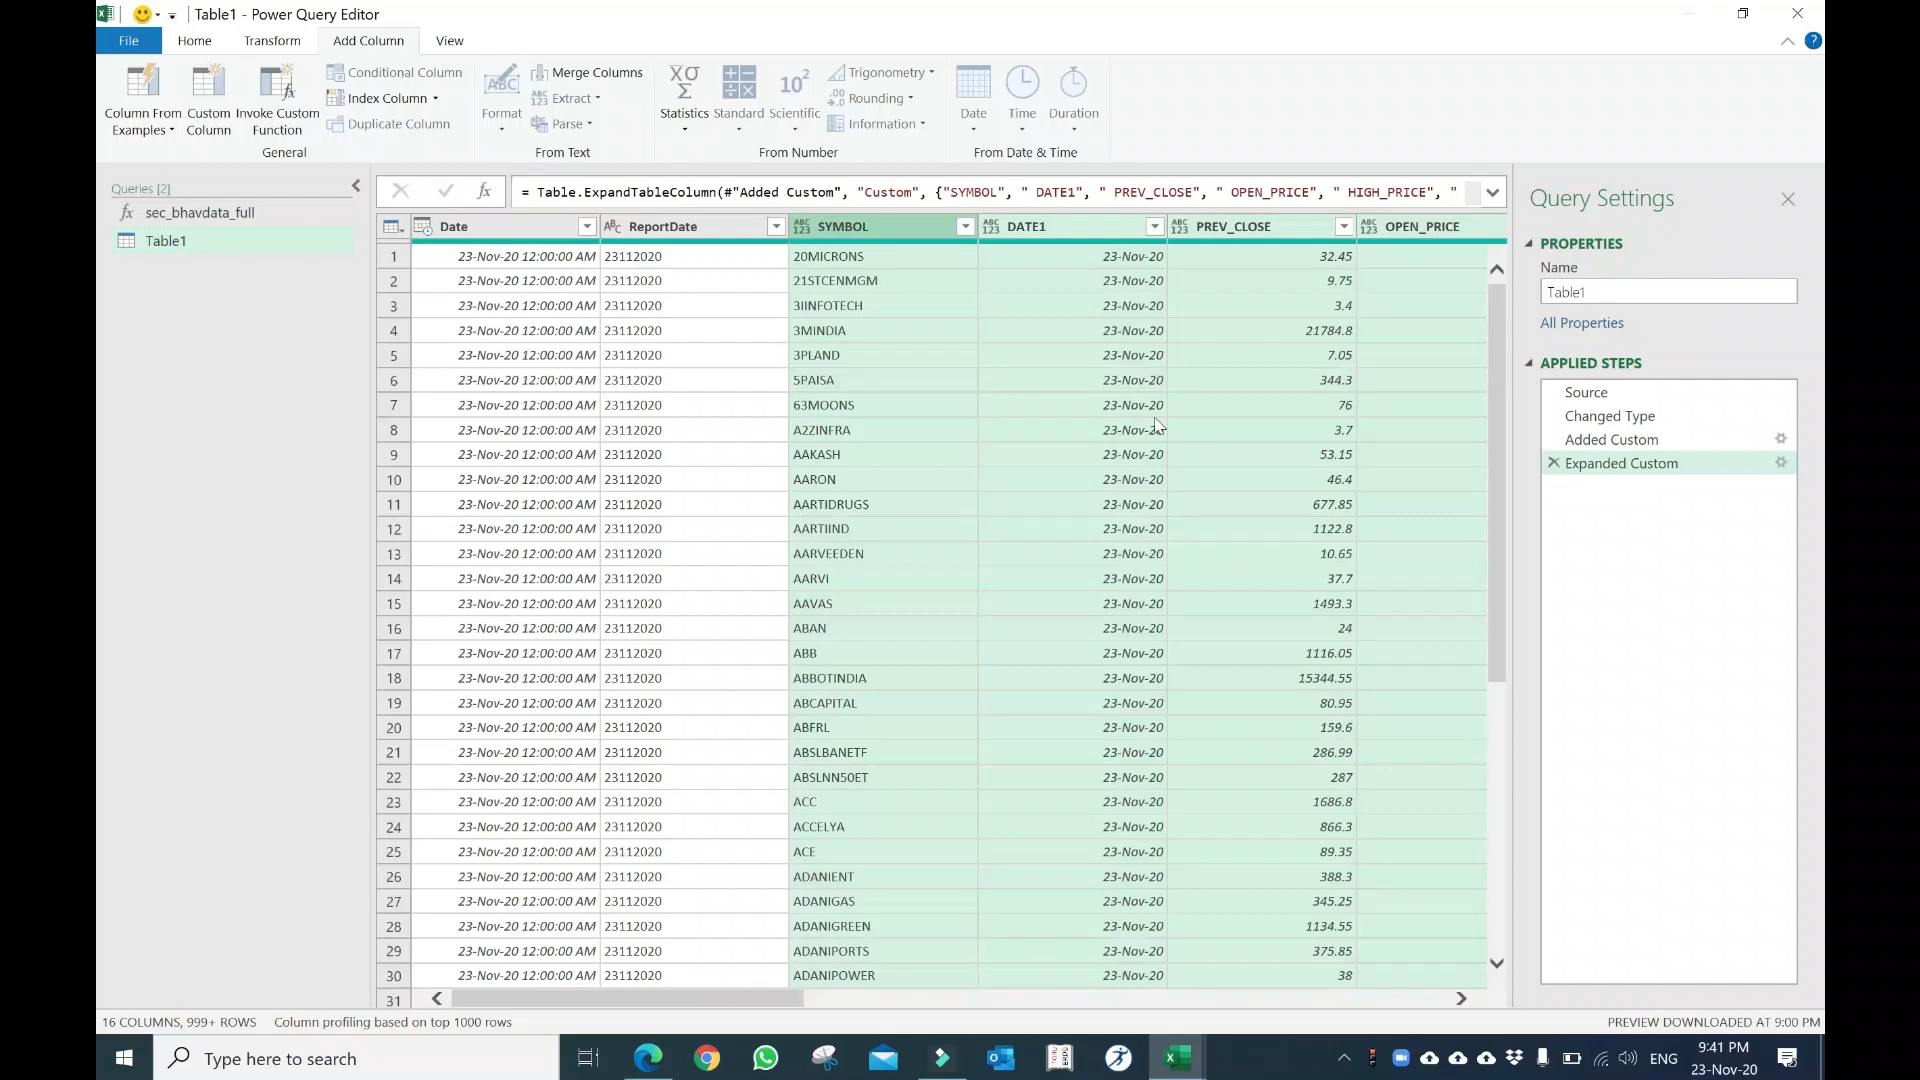 Table1 - Power Query Editor
File Home Transform Add Column View
Column From Examples
Custom Column
Invoke Custom Function
Conditional Column
Index Column
Duplicate Column
General
Format
Merge Columns
Extract
Parse
From Text
Statistics
Standard
Scientific
Trigonometry
Rounding
Information
From Number
Date
Time
Duration
From Date & Time
Queries [2]
sec_bhavdata_full
Table1
= Table.ExpandTableColumn(#"Added Custom", "Custom", {"SYMBOL", " DATE1", " PREV_CLOSE", " OPEN_PRICE", " HIGH_PRICE", "
Date ReportDate SYMBOL DATE1 PREV_CLOSE OPEN_PRICE
1 23-Nov-20 12:00:00 AM 23112020 20MICRONS 23-Nov-20 32.45
2 23-Nov-20 12:00:00 AM 23112020 21STCENMGM 23-Nov-20 9.75
3 23-Nov-20 12:00:00 AM 23112020 3IINFOTECH 23-Nov-20 3.4
4 23-Nov-20 12:00:00 AM 23112020 3MINDIA 23-Nov-20 21784.8
5 23-Nov-20 12:00:00 AM 23112020 3PLAND 23-Nov-20 7.05
6 23-Nov-20 12:00:00 AM 23112020 5PAISA 23-Nov-20 344.3
7 23-Nov-20 12:00:00 AM 23112020 63MOONS 23-Nov-20 76
8 23-Nov-20 12:00:00 AM 23112020 A2ZINFRA 23-Nov-20 3.7
9 23-Nov-20 12:00:00 AM 23112020 AAKASH 23-Nov-20 53.15
10 23-Nov-20 12:00:00 AM 23112020 AARON 23-Nov-20 46.4
11 23-Nov-20 12:00:00 AM 23112020 AARTIDRUGS 23-Nov-20 677.85
12 23-Nov-20 12:00:00 AM 23112020 AARTIIND 23-Nov-20 1122.8
13 23-Nov-20 12:00:00 AM 23112020 AARVEEDEN 23-Nov-20 10.65
14 23-Nov-20 12:00:00 AM 23112020 AARVI 23-Nov-20 37.7
15 23-Nov-20 12:00:00 AM 23112020 AAVAS 23-Nov-20 1493.3
16 23-Nov-20 12:00:00 AM 23112020 ABAN 23-Nov-20 24
17 23-Nov-20 12:00:00 AM 23112020 ABB 23-Nov-20 1116.05
18 23-Nov-20 12:00:00 AM 23112020 ABBOTINDIA 23-Nov-20 15344.55
19 23-Nov-20 12:00:00 AM 23112020 ABCAPITAL 23-Nov-20 80.95
20 23-Nov-20 12:00:00 AM 23112020 ABFRL 23-Nov-20 159.6
21 23-Nov-20 12:00:00 AM 23112020 ABSLBANETF 23-Nov-20 286.99
22 23-Nov-20 12:00:00 AM 23112020 ABSLNN50ET 23-Nov-20 287
23 23-Nov-20 12:00:00 AM 23112020 ACC 23-Nov-20 1686.8
24 23-Nov-20 12:00:00 AM 23112020 ACCELYA 23-Nov-20 866.3
25 23-Nov-20 12:00:00 AM 23112020 ACE 23-Nov-20 89.35
26 23-Nov-20 12:00:00 AM 23112020 ADANIENT 23-Nov-20 388.3
27 23-Nov-20 12:00:00 AM 23112020 ADANIGAS 23-Nov-20 345.25
28 23-Nov-20 12:00:00 AM 23112020 ADANIGREEN 23-Nov-20 1134.55
29 23-Nov-20 12:00:00 AM 23112020 ADANIPORTS 23-Nov-20 375.85
30 23-Nov-20 12:00:00 AM 23112020 ADANIPOWER 23-Nov-20 38
31
Query Settings
PROPERTIES
Name
Table1
All Properties
APPLIED STEPS
Source
Changed Type
Added Custom
Expanded Custom
16 COLUMNS, 999+ ROWS Column profiling based on top 1000 rows PREVIEW DOWNLOADED AT 9:00 PM
Type here to search
ENG
9:41 PM
23-Nov-20